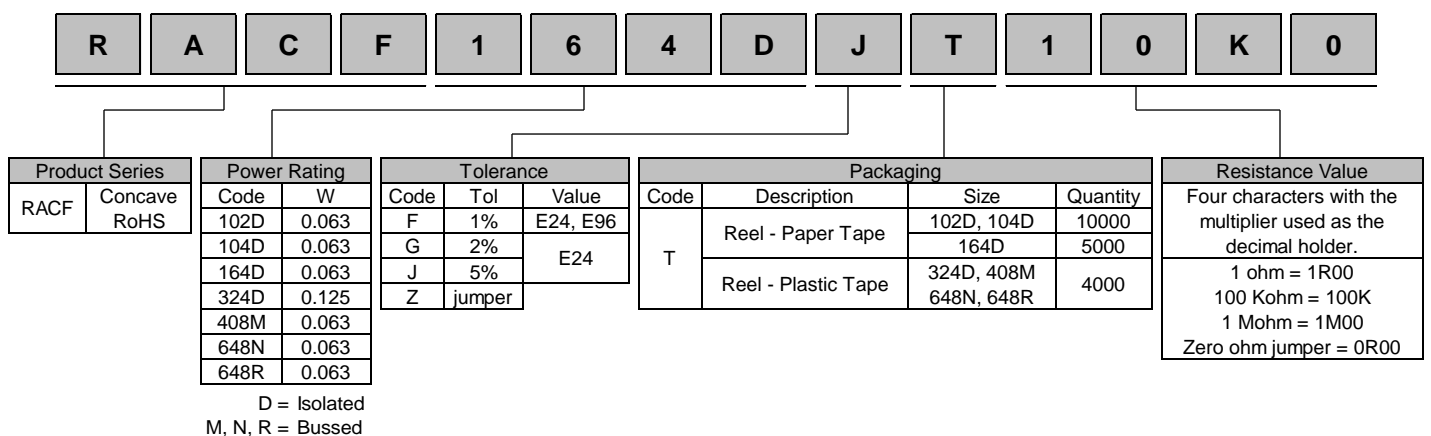 R A C F 1 6 4 D J T 1 0 K 0
Product Series
RACF Concave RoHS
Power Rating
Code W
102D 0.063
104D 0.063
164D 0.063
324D 0.125
408M 0.063
648N 0.063
648R 0.063
D = Isolated
M, N, R = Bussed
Tolerance
Code Tol Value
F 1% E24, E96
G 2% E24
J 5%
Z jumper
Packaging
Code Description Size Quantity
T Reel - Paper Tape 102D, 104D 10000
164D 5000
Reel - Plastic Tape 324D, 408M
648N, 648R 4000
Resistance Value
Four characters with the
multiplier used as the
decimal holder.
1 ohm = 1R00
100 Kohm = 100K
1 Mohm = 1M00
Zero ohm jumper = 0R00